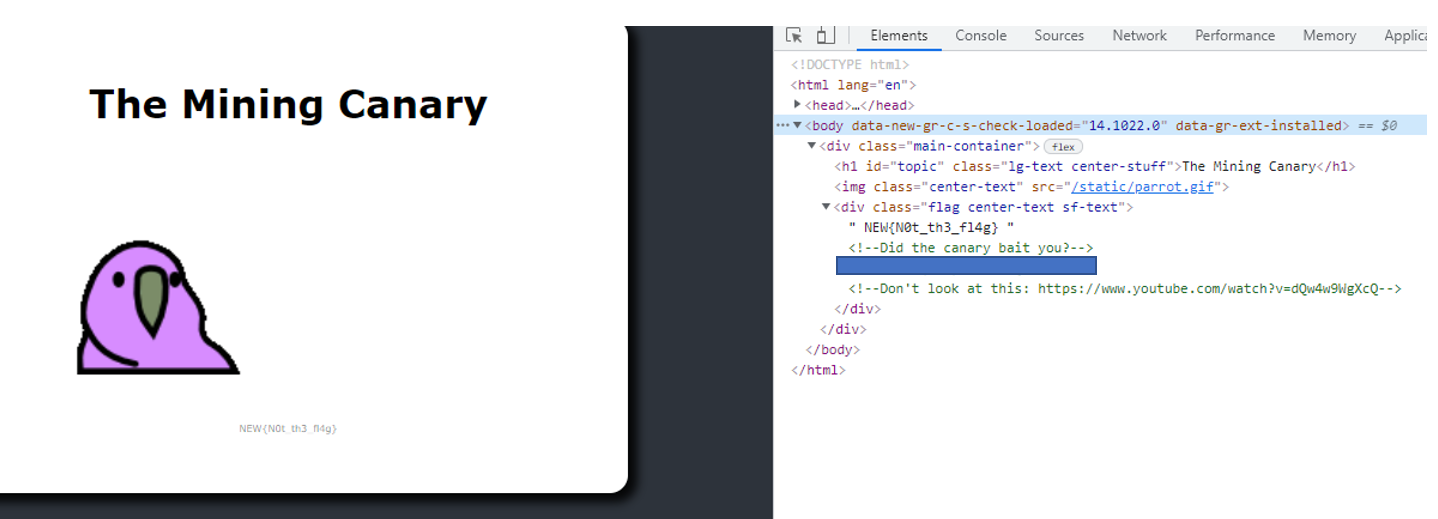 The Mining Canary
NEW{N0t_th3_fl4g}
Elements Console Sources Network Performance Memory Applica
<!DOCTYPE html>
<html lang="en">
<head>…</head>
<body data-new-gr-c-s-check-loaded="14.1022.0" data-gr-ext-installed> == $0
<div class="main-container"> flex
<h1 id="topic" class="lg-text center-stuff">The Mining Canary</h1>
<img class="center-text" src="/static/parrot.gif">
<div class="flag center-text sf-text">
" NEW{N0t_th3_fl4g} "
<!--Did the canary bait you?-->
<!--Don't look at this: https://www.youtube.com/watch?v=dQw4w9WgXcQ-->
</div>
</div>
</body>
</html>